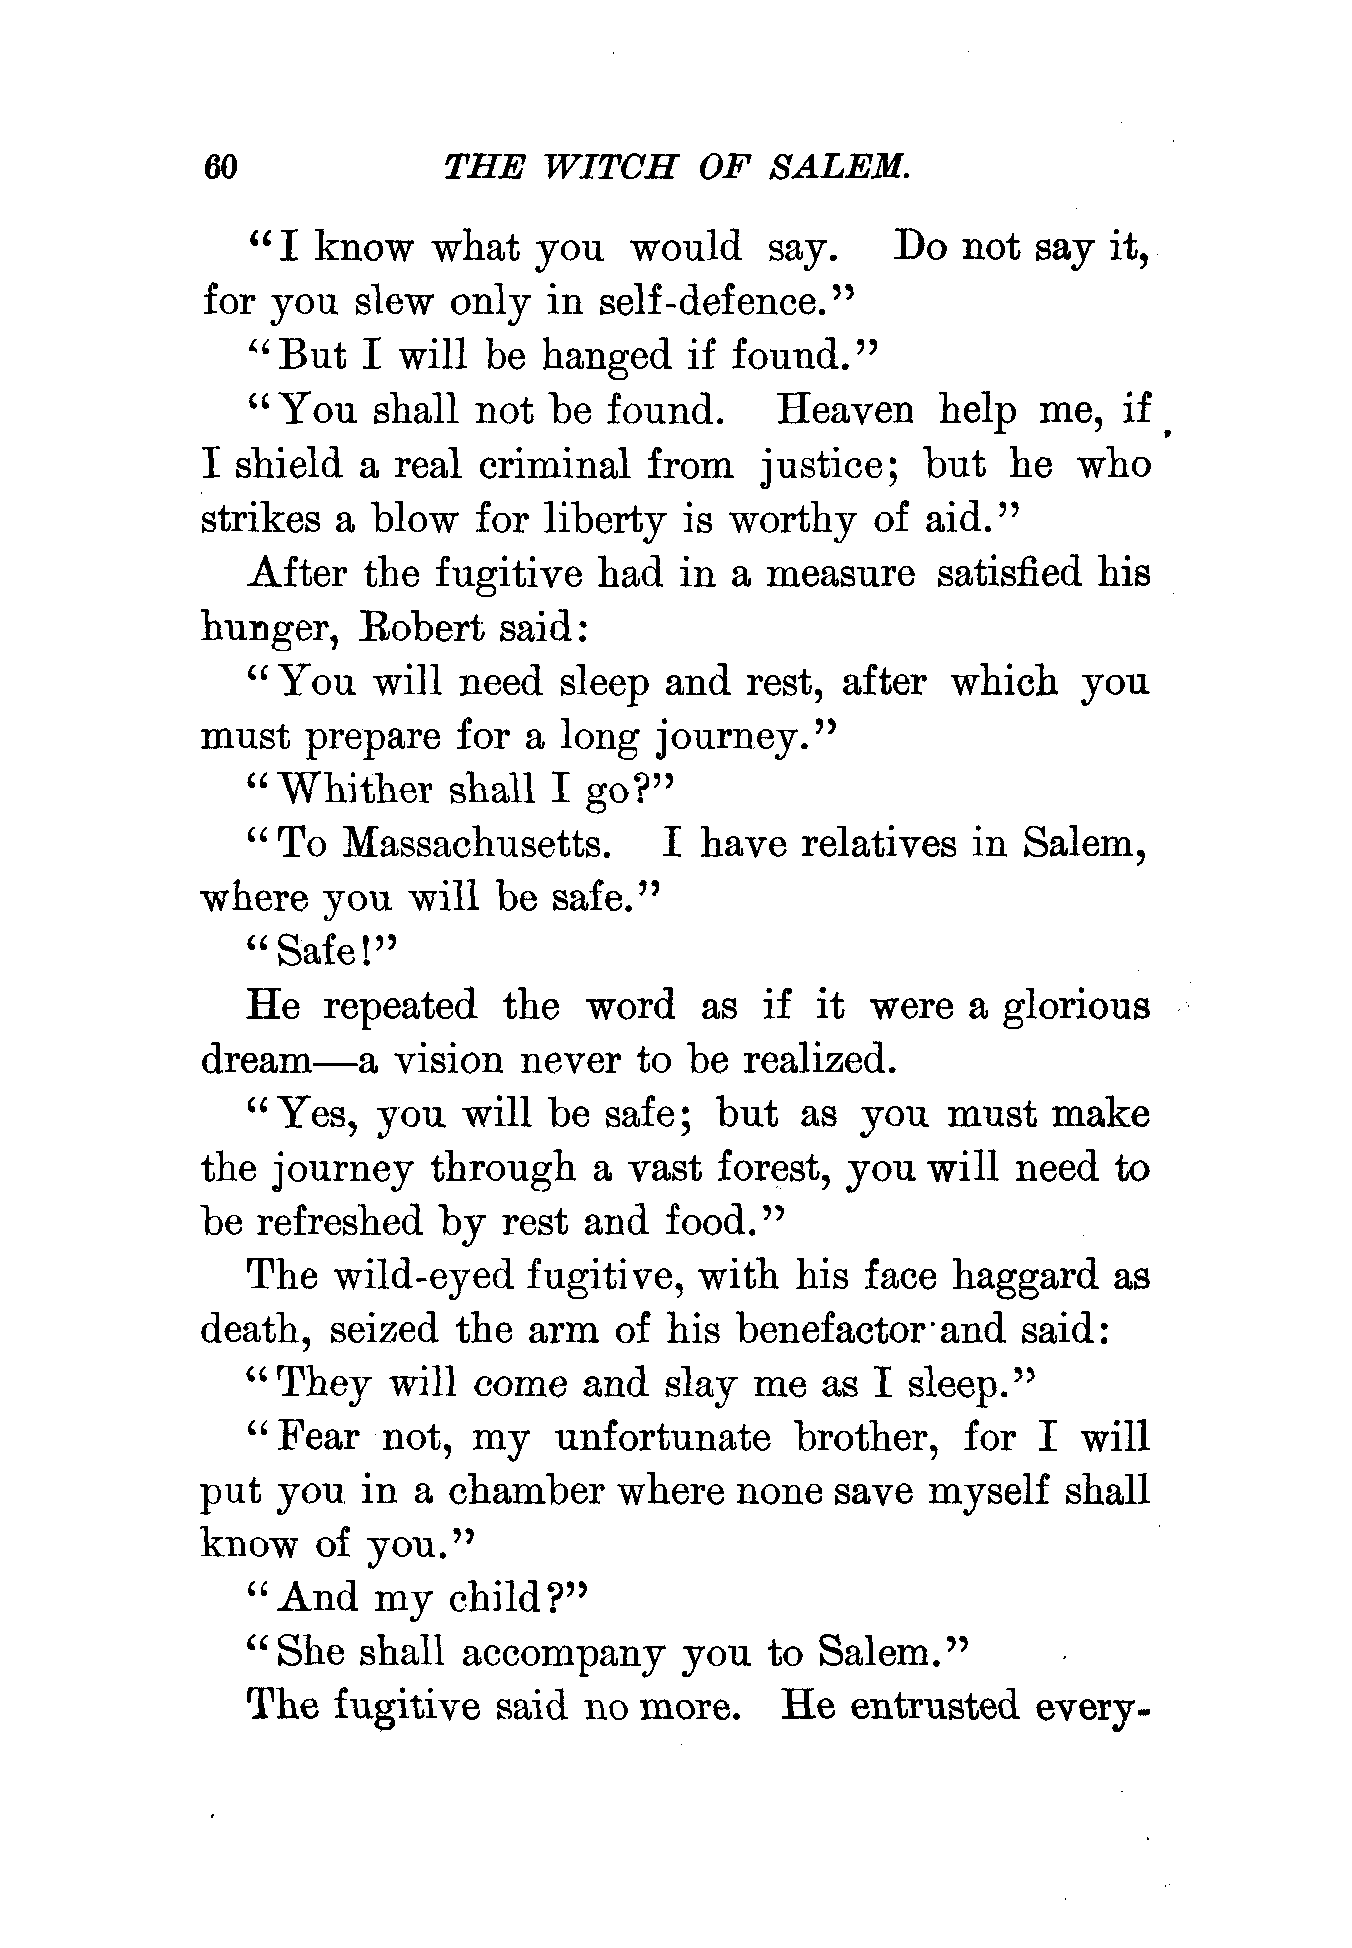 60 THE WITCH OF SALEM.
"I know what you would say. Do not say it,
for you slew only in self-defence."
"But I will be hanged if found."
"You shall not be found. Heaven help me, if
I shield a real criminal from justice; but he who
strikes a blow for liberty is worthy of aid."
After the fugitive had in a measure satisfied his
hunger, Robert said:
"You will need sleep and rest, after which you
must prepare for a long journey."
"Whither shall I go?"
"To Massachusetts. I have relatives in Salem,
where you will be safe."
"Safe!"
He repeated the word as if it were a glorious
dream—a vision never to be realized.
"Yes, you will be safe; but as you must make
the journey through a vast forest, you will need to
be refreshed by rest and food."
The wild-eyed fugitive, with his face haggard as
death, seized the arm of his benefactor and said:
"They will come and slay me as I sleep."
"Fear not, my unfortunate brother, for I will
put you in a chamber where none save myself shall
know of you."
"And my child?"
"She shall accompany you to Salem."
The fugitive said no more. He entrusted every-